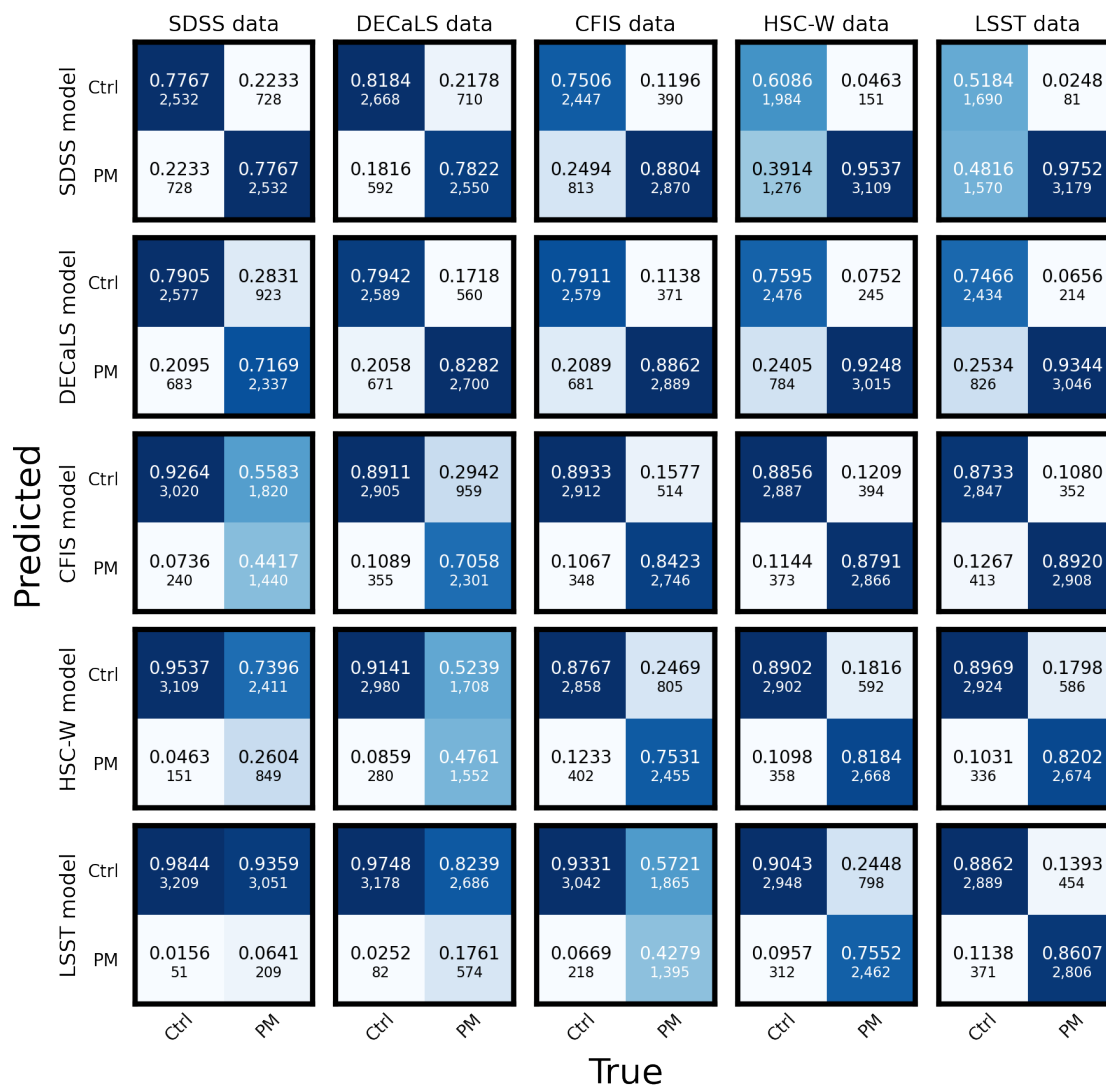 SDSS data DECaLS data CFIS data HSC-W data LSST data
SDSS model
Ctrl 0.7767 0.2233 0.8184 0.2178 0.7506 0.1196 0.6086 0.0463 0.5184 0.0248
2,532 728 2,668 710 2,447 390 1,984 151 1,690 81
PM 0.2233 0.7767 0.1816 0.7822 0.2494 0.8804 0.3914 0.9537 0.4816 0.9752
728 2,532 592 2,550 813 2,870 1,276 3,109 1,570 3,179
DECaLS model
Ctrl 0.7905 0.2831 0.7942 0.1718 0.7911 0.1138 0.7595 0.0752 0.7466 0.0656
2,577 923 2,589 560 2,579 371 2,476 245 2,434 214
PM 0.2095 0.7169 0.2058 0.8282 0.2089 0.8862 0.2405 0.9248 0.2534 0.9344
683 2,337 671 2,700 681 2,889 784 3,015 826 3,046
Predicted
CFIS model
Ctrl 0.9264 0.5583 0.8911 0.2942 0.8933 0.1577 0.8856 0.1209 0.8733 0.1080
3,020 1,820 2,905 959 2,912 514 2,887 394 2,847 352
PM 0.0736 0.4417 0.1089 0.7058 0.1067 0.8423 0.1144 0.8791 0.1267 0.8920
240 1,440 355 2,301 348 2,746 373 2,866 413 2,908
HSC-W model
Ctrl 0.9537 0.7396 0.9141 0.5239 0.8767 0.2469 0.8902 0.1816 0.8969 0.1798
3,109 2,411 2,980 1,708 2,858 805 2,902 592 2,924 586
PM 0.0463 0.2604 0.0859 0.4761 0.1233 0.7531 0.1098 0.8184 0.1031 0.8202
151 849 280 1,552 402 2,455 358 2,668 336 2,674
LSST model
Ctrl 0.9844 0.9359 0.9748 0.8239 0.9331 0.5721 0.9043 0.2448 0.8862 0.1393
3,209 3,051 3,178 2,686 3,042 1,865 2,948 798 2,889 454
PM 0.0156 0.0641 0.0252 0.1761 0.0669 0.4279 0.0957 0.7552 0.1138 0.8607
51 209 82 574 218 1,395 312 2,462 371 2,806
Ctrl PM Ctrl PM Ctrl PM Ctrl PM Ctrl PM
True